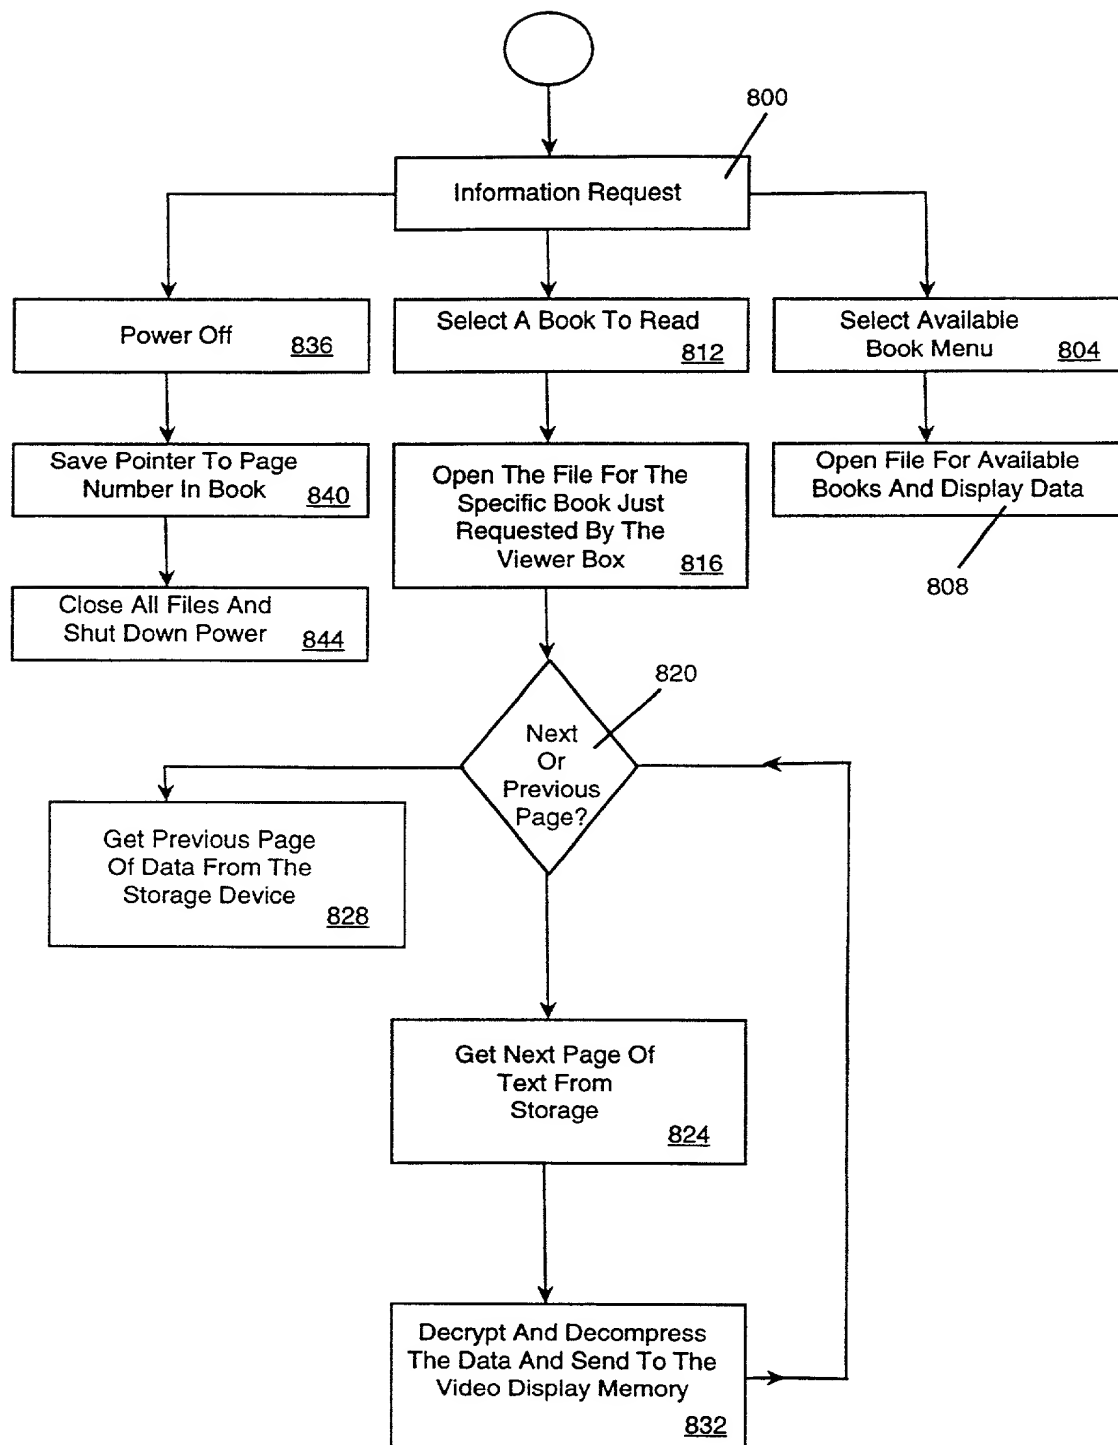 800
Information Request
Power Off
836
Select A Book To Read
812
Select Available
Book Menu
804
Save Pointer To Page
Number In Book
840
Open The File For The
Specific Book Just
Requested By The
Viewer Box
816
Open File For Available
Books And Display Data
808
Close All Files And
Shut Down Power
844
820
Next
Or
Previous
Page?
Get Previous Page
Of Data From The
Storage Device
828
Get Next Page Of
Text From
Storage
824
Decrypt And Decompress
The Data And Send To The
Video Display Memory
832